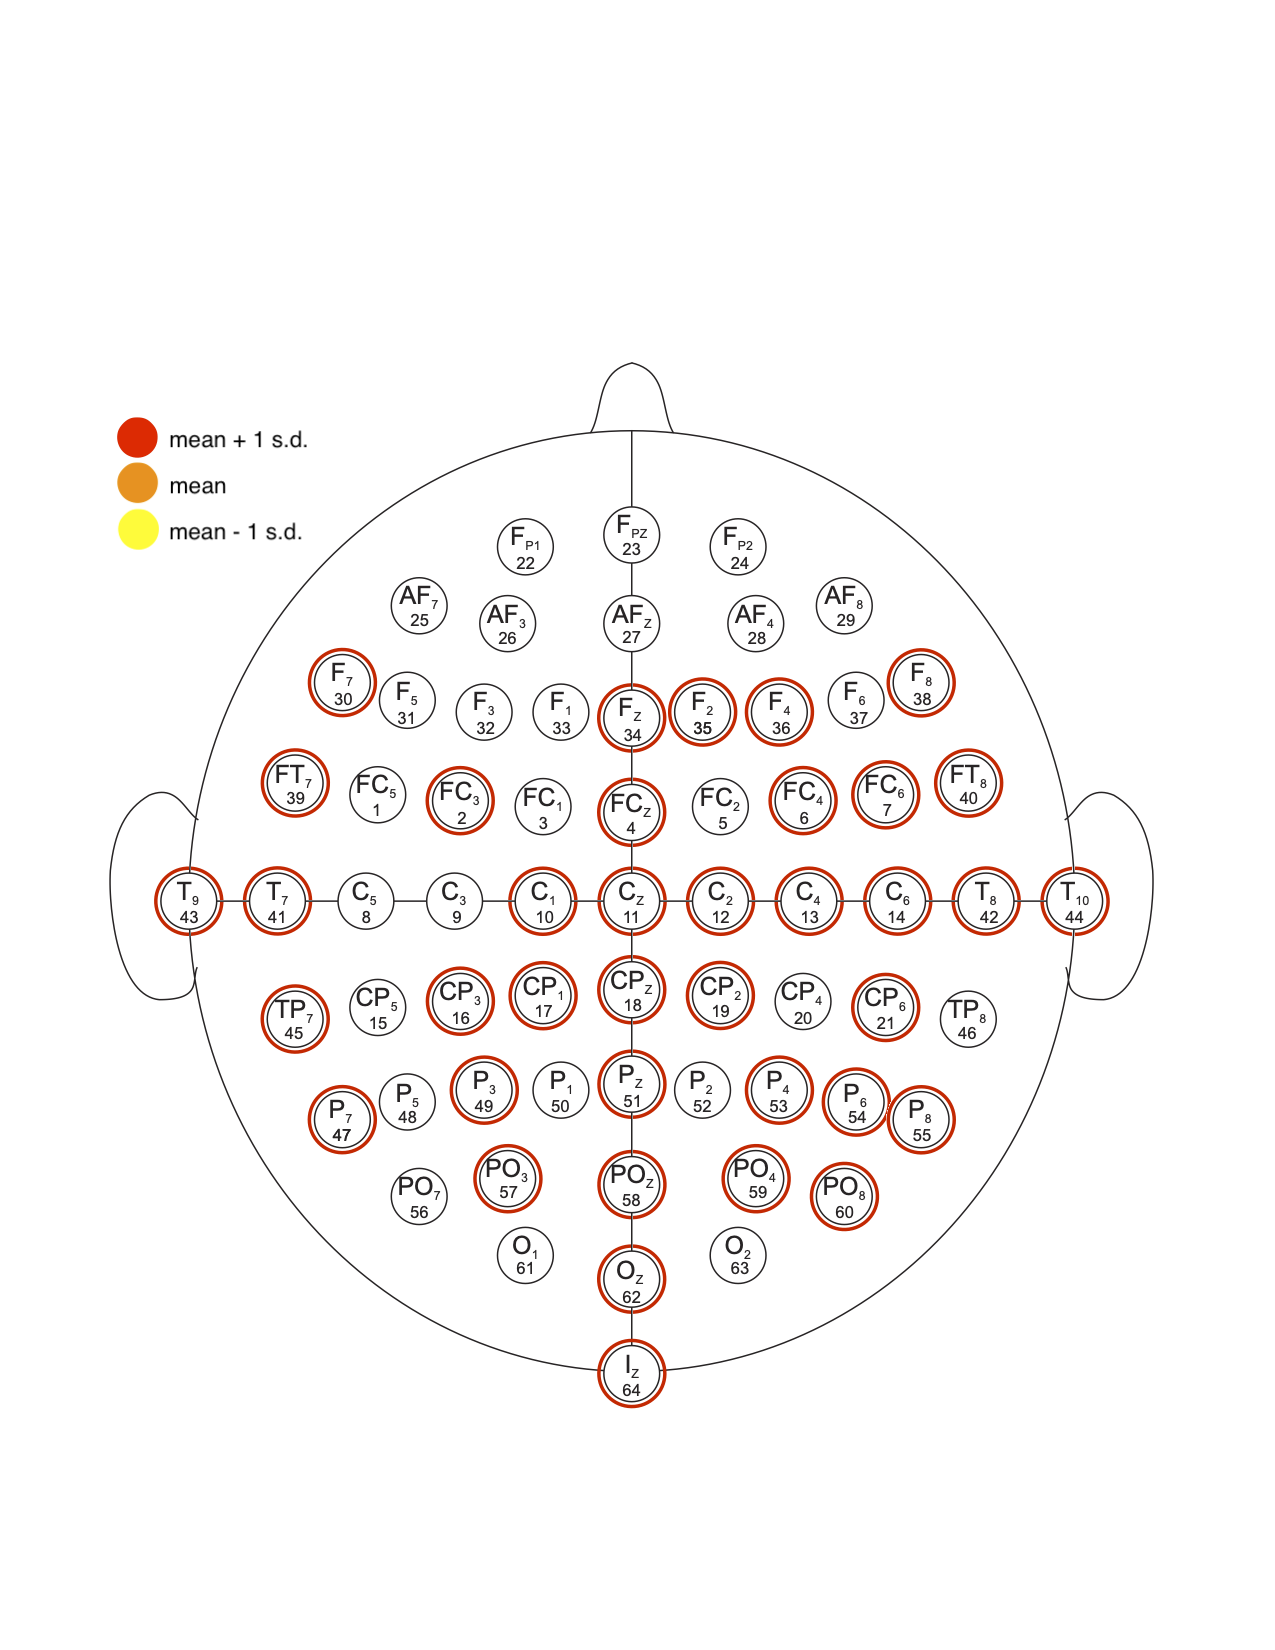 mean + 1 s.d.
mean
mean - 1 s.d.
FP1 FPZ FP2
22 23 24
AF7 AF3 AFZ AF4 AF8
25 26 27 28 29
F7 F5 F3 F1 FZ F2 F4 F6 F8
30 31 32 33 34 35 36 37 38
FT7 FC5 FC3 FC1 FCZ FC2 FC4 FC6 FT8
39 1 2 3 4 5 6 7 40
T9 T7 C5 C3 C1 CZ C2 C4 C6 T8 T10
43 41 8 9 10 11 12 13 14 42 44
TP7 CP5 CP3 CP1 CPZ CP2 CP4 CP6 TP8
45 15 16 17 18 19 20 21 46
P7 P5 P3 P1 PZ P2 P4 P6 P8
47 48 49 50 51 52 53 54 55
PO7 PO3 POZ PO4 PO8
56 57 58 59 60
O1 OZ O2
61 62 63
IZ
64